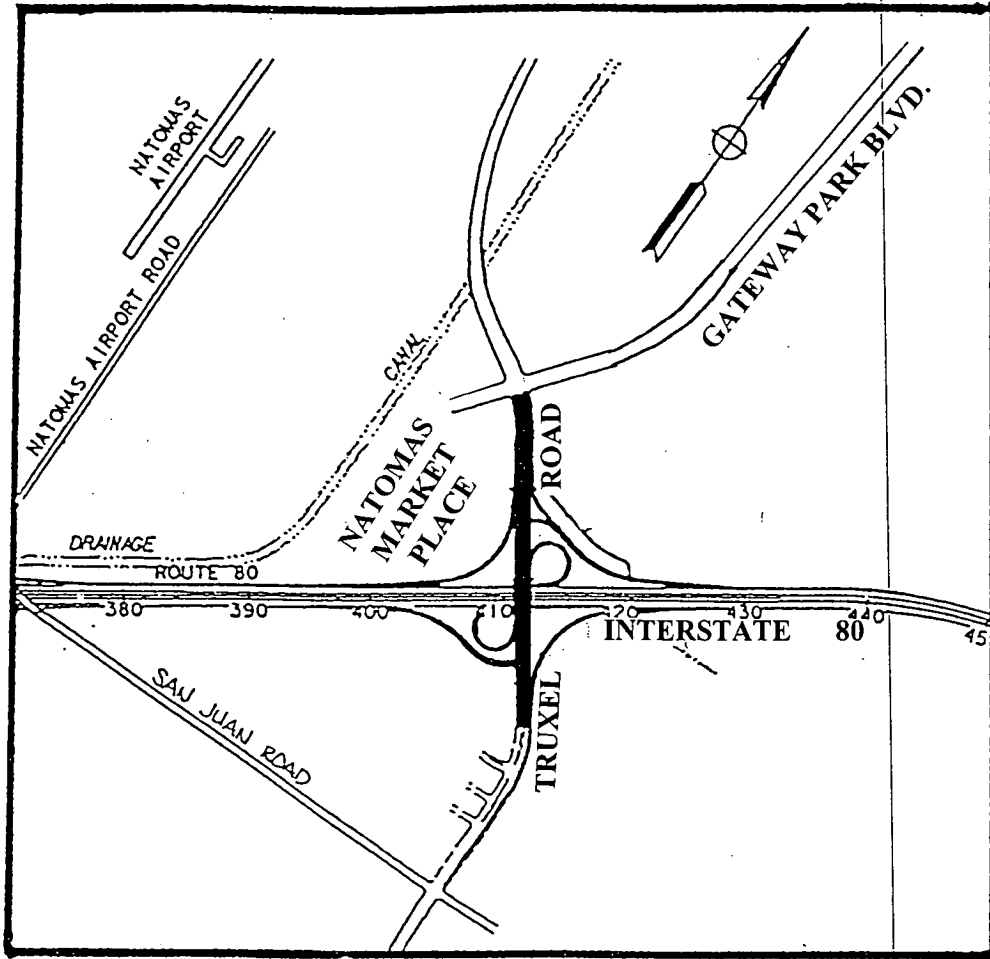 NATOMAS
AIRPORT
NATOMAS AIRPORT ROAD
CANAL
GATEWAY PARK BLVD.
NATOMAS
MARKET
PLACE
ROAD
DRAINAGE
ROUTE 80
380
390
400
410
420
430
440
45
INTERSTATE 80
SAN JUAN ROAD
TRUXEL